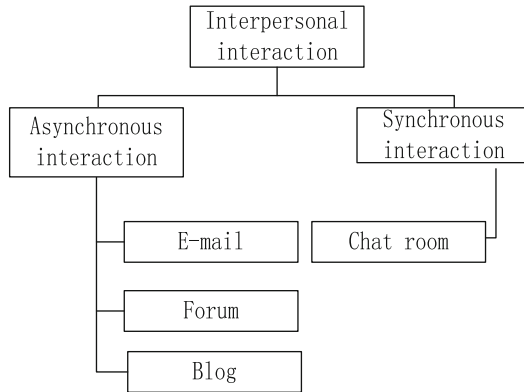 Interpersonal
interaction
Asynchronous
interaction
Synchronous
interaction
E-mail
Chat room
Forum
Blog